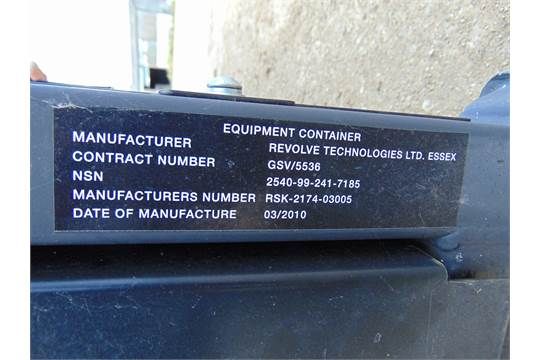 EQUIPMENT CONTAINER
MANUFACTURER REVOLVE TECHNOLOGIES LTD. ESSEX
CONTRACT NUMBER GSV/5536
NSN 2540-99-241-7185
MANUFACTURERS NUMBER RSK-2174-03005
DATE OF MANUFACTURE 03/2010